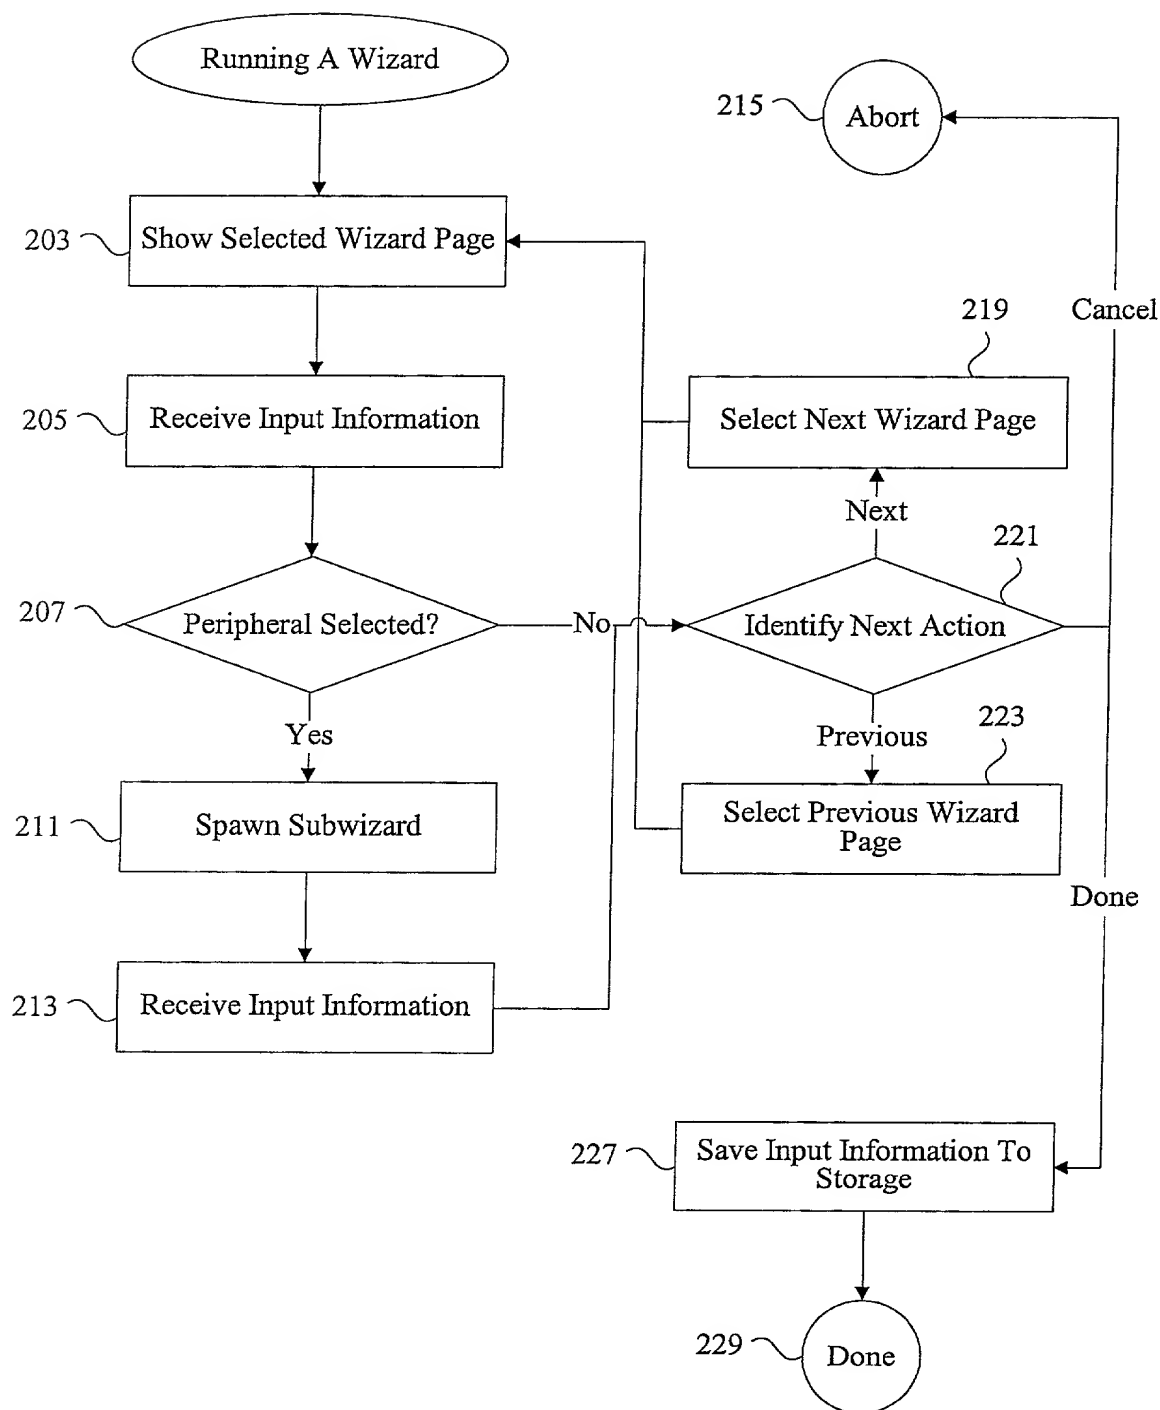 Running A Wizard
215
Abort
203
Show Selected Wizard Page
219
Cancel
205
Receive Input Information
Select Next Wizard Page
Next
221
207
Peripheral Selected?
No
Identify Next Action
Yes
Previous
223
211
Spawn Subwizard
Select Previous Wizard
Page
Done
213
Receive Input Information
227
Save Input Information To
Storage
229
Done